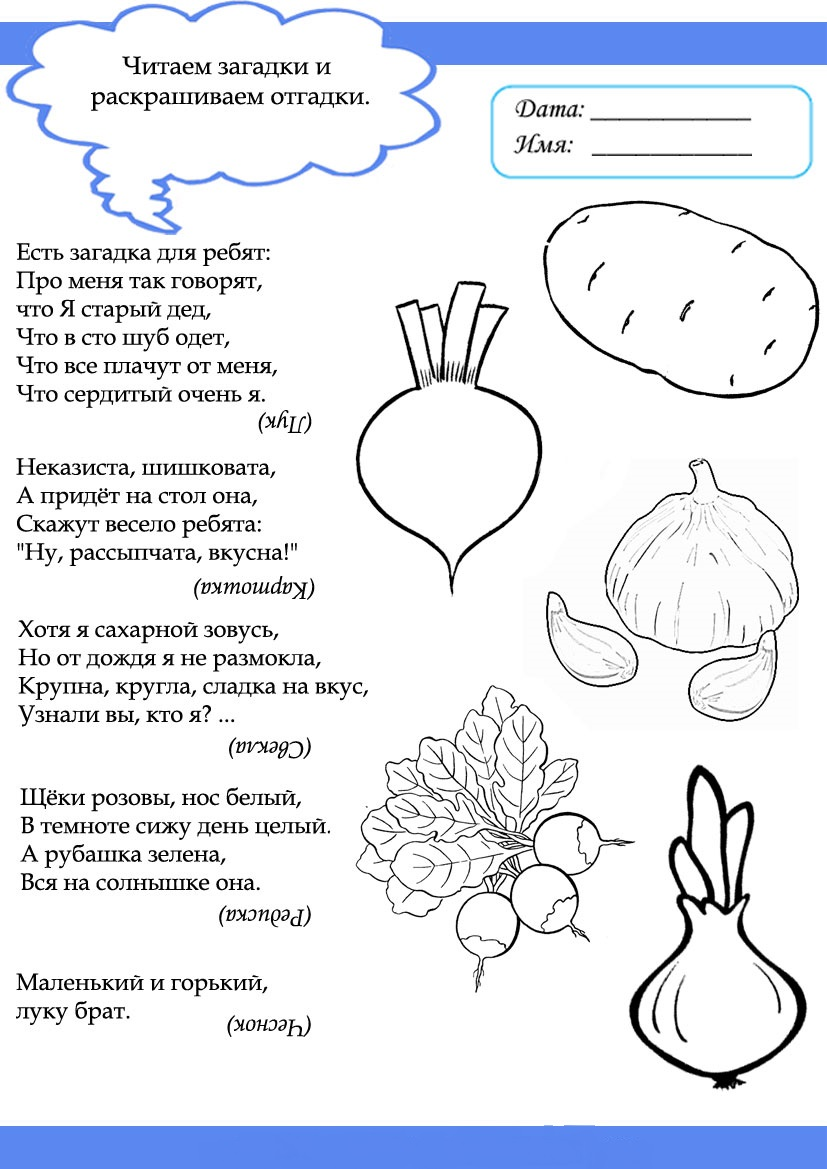 Читаем загадки и
раскрашиваем отгадки.
Дата: ____________
Имя: ____________
Есть загадка для ребят:
Про меня так говорят,
что Я старый дед,
Что в сто шуб одет,
Что все плачут от меня,
Что сердитый очень я.
(Лук)
Неказиста, шишковата,
А придёт на стол она,
Скажут весело ребята:
"Ну, рассыпчата, вкусна!"
(Картошка)
Хотя я сахарной зовусь,
Но от дождя я не размокла,
Крупна, кругла, сладка на вкус,
Узнали вы, кто я? ...
(Свекла)
Щёки розовы, нос белый,
В темноте сижу день целый.
А рубашка зелена,
Вся на солнышке она.
(Редиска)
Маленький и горький,
луку брат.
(Чеснок)